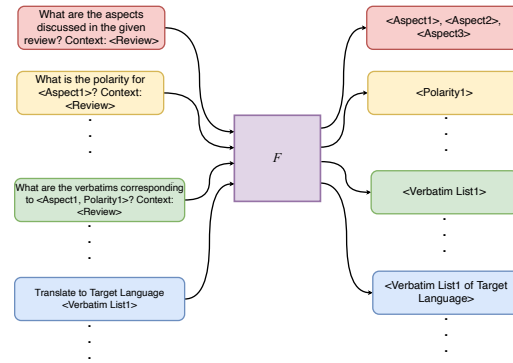 What are the aspects
discussed in the given
review? Context: <Review>
<Aspect1>, <Aspect2>,
<Aspect3>
What is the polarity for
<Aspect1>? Context:
<Review>
<Polarity1>
F
What are the verbatims corresponding
to <Aspect1, Polarity1>? Context:
<Review>
<Verbatim List1>
Translate to Target Language
<Verbatim List1>
<Verbatim List1 of Target
Language>